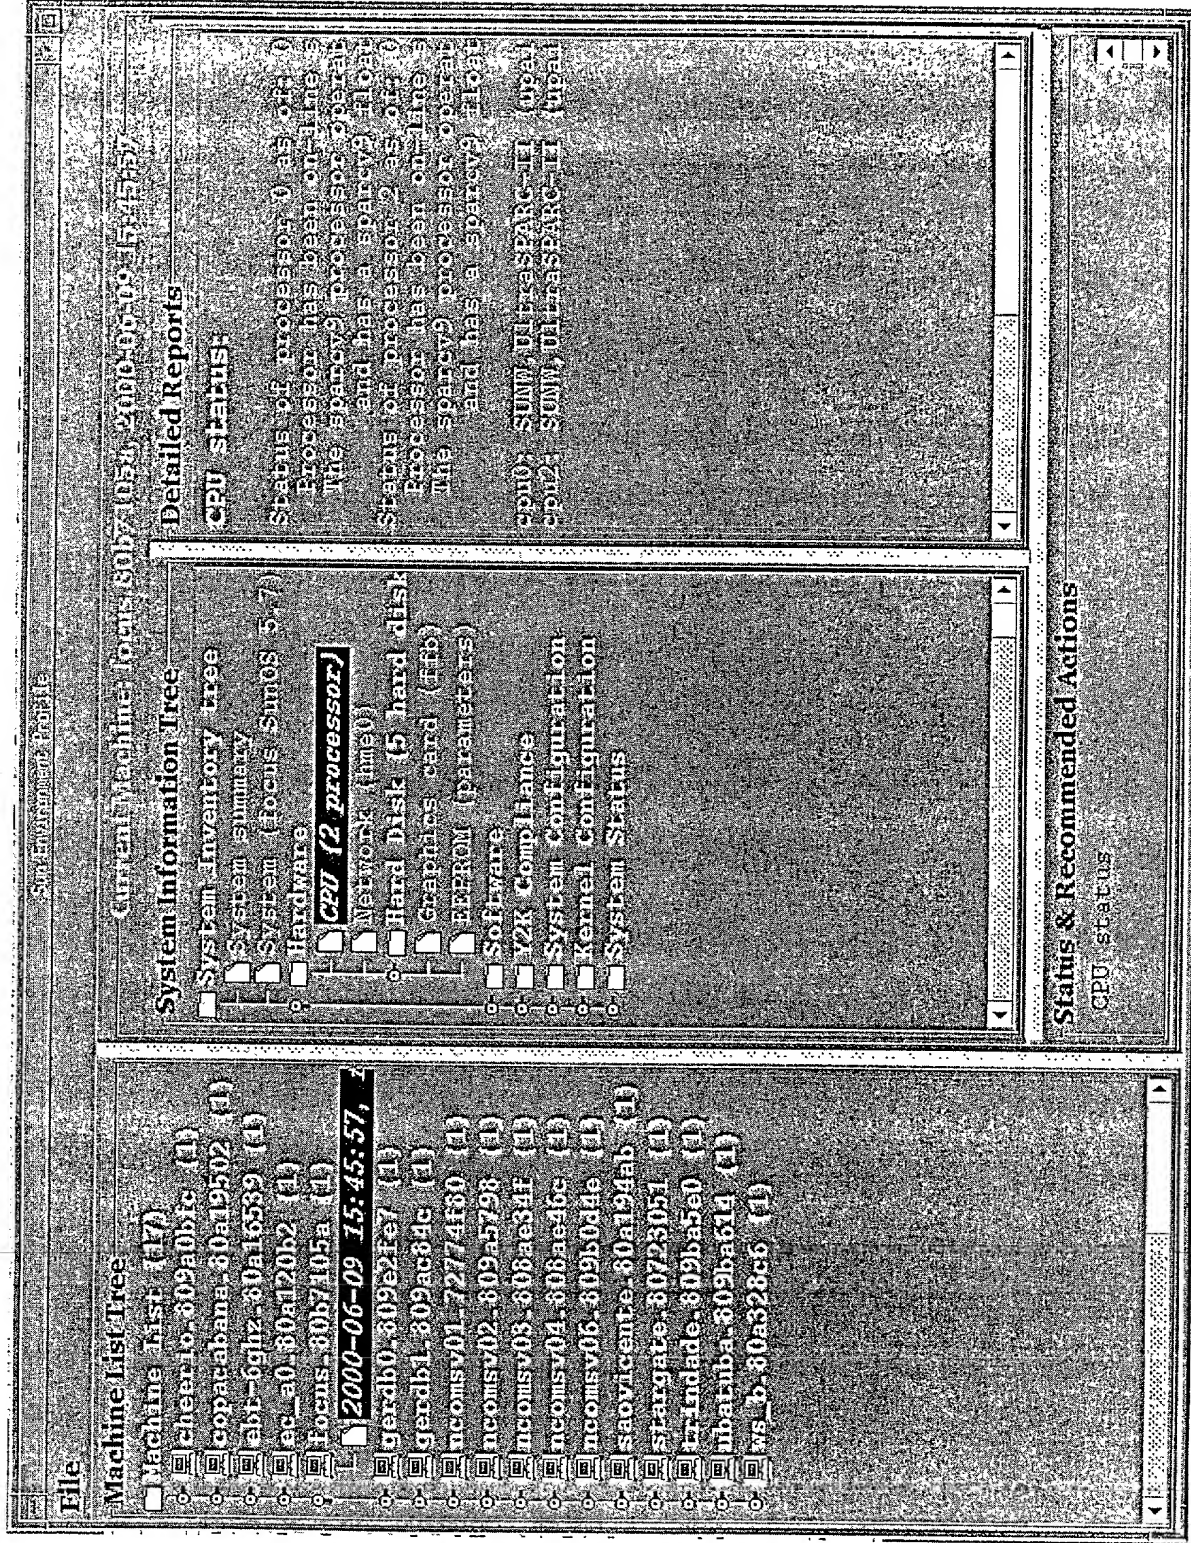 Sun Environment Profile
File
Machine List Tree
Machine list (17)
cheerio.809a0bfc (1)
copacabana.80a19502 (1)
ebt-6ghz.80a16539 (1)
ec_a0.80a120b2 (1)
focus.80b7105a (1)
2000-06-09 15:45:57,
gerdb0.809e2fe7 (1)
gerdb1.809ac84c (1)
ncomsv01.72774f80 (1)
ncomsv02.809a5798 (1)
ncomsv03.808ae34f (1)
ncomsv04.808ae46c (1)
ncomsv06.809b0d4e (1)
saovicente.80a194ab (1)
stargate.80723051 (1)
trindade.809ba5e0 (1)
ubatuba.809ba614 (1)
vs_b.80a328c6 (1)
Current Machine: focus.80b7105a, 2000-06-09 15:45:57
System Information Tree
System Inventory tree
System summary
System (focus SunOS 5.7)
Hardware
CPU (2 processor)
Network (hme0)
Hard Disk (5 hard disk
Graphics card (ffb)
EEPROM (parameters)
Software
Y2K Compliance
System Configuration
Kernel Configuration
System Status
Detailed Reports
CPU status:
Status of processor 0 as of: 0
Processor has been on-line s
The sparcv9 processor operat
and has a sparcv9 float
Status of processor 2 as of: 0
Processor has been on-line s
The sparcv9 processor operat
and has a sparcv9 float
cpu0: SUNW,UltraSPARC-II (upai
cpu2: SUNW,UltraSPARC-II (upai
Status & Recommended Actions
CPU status